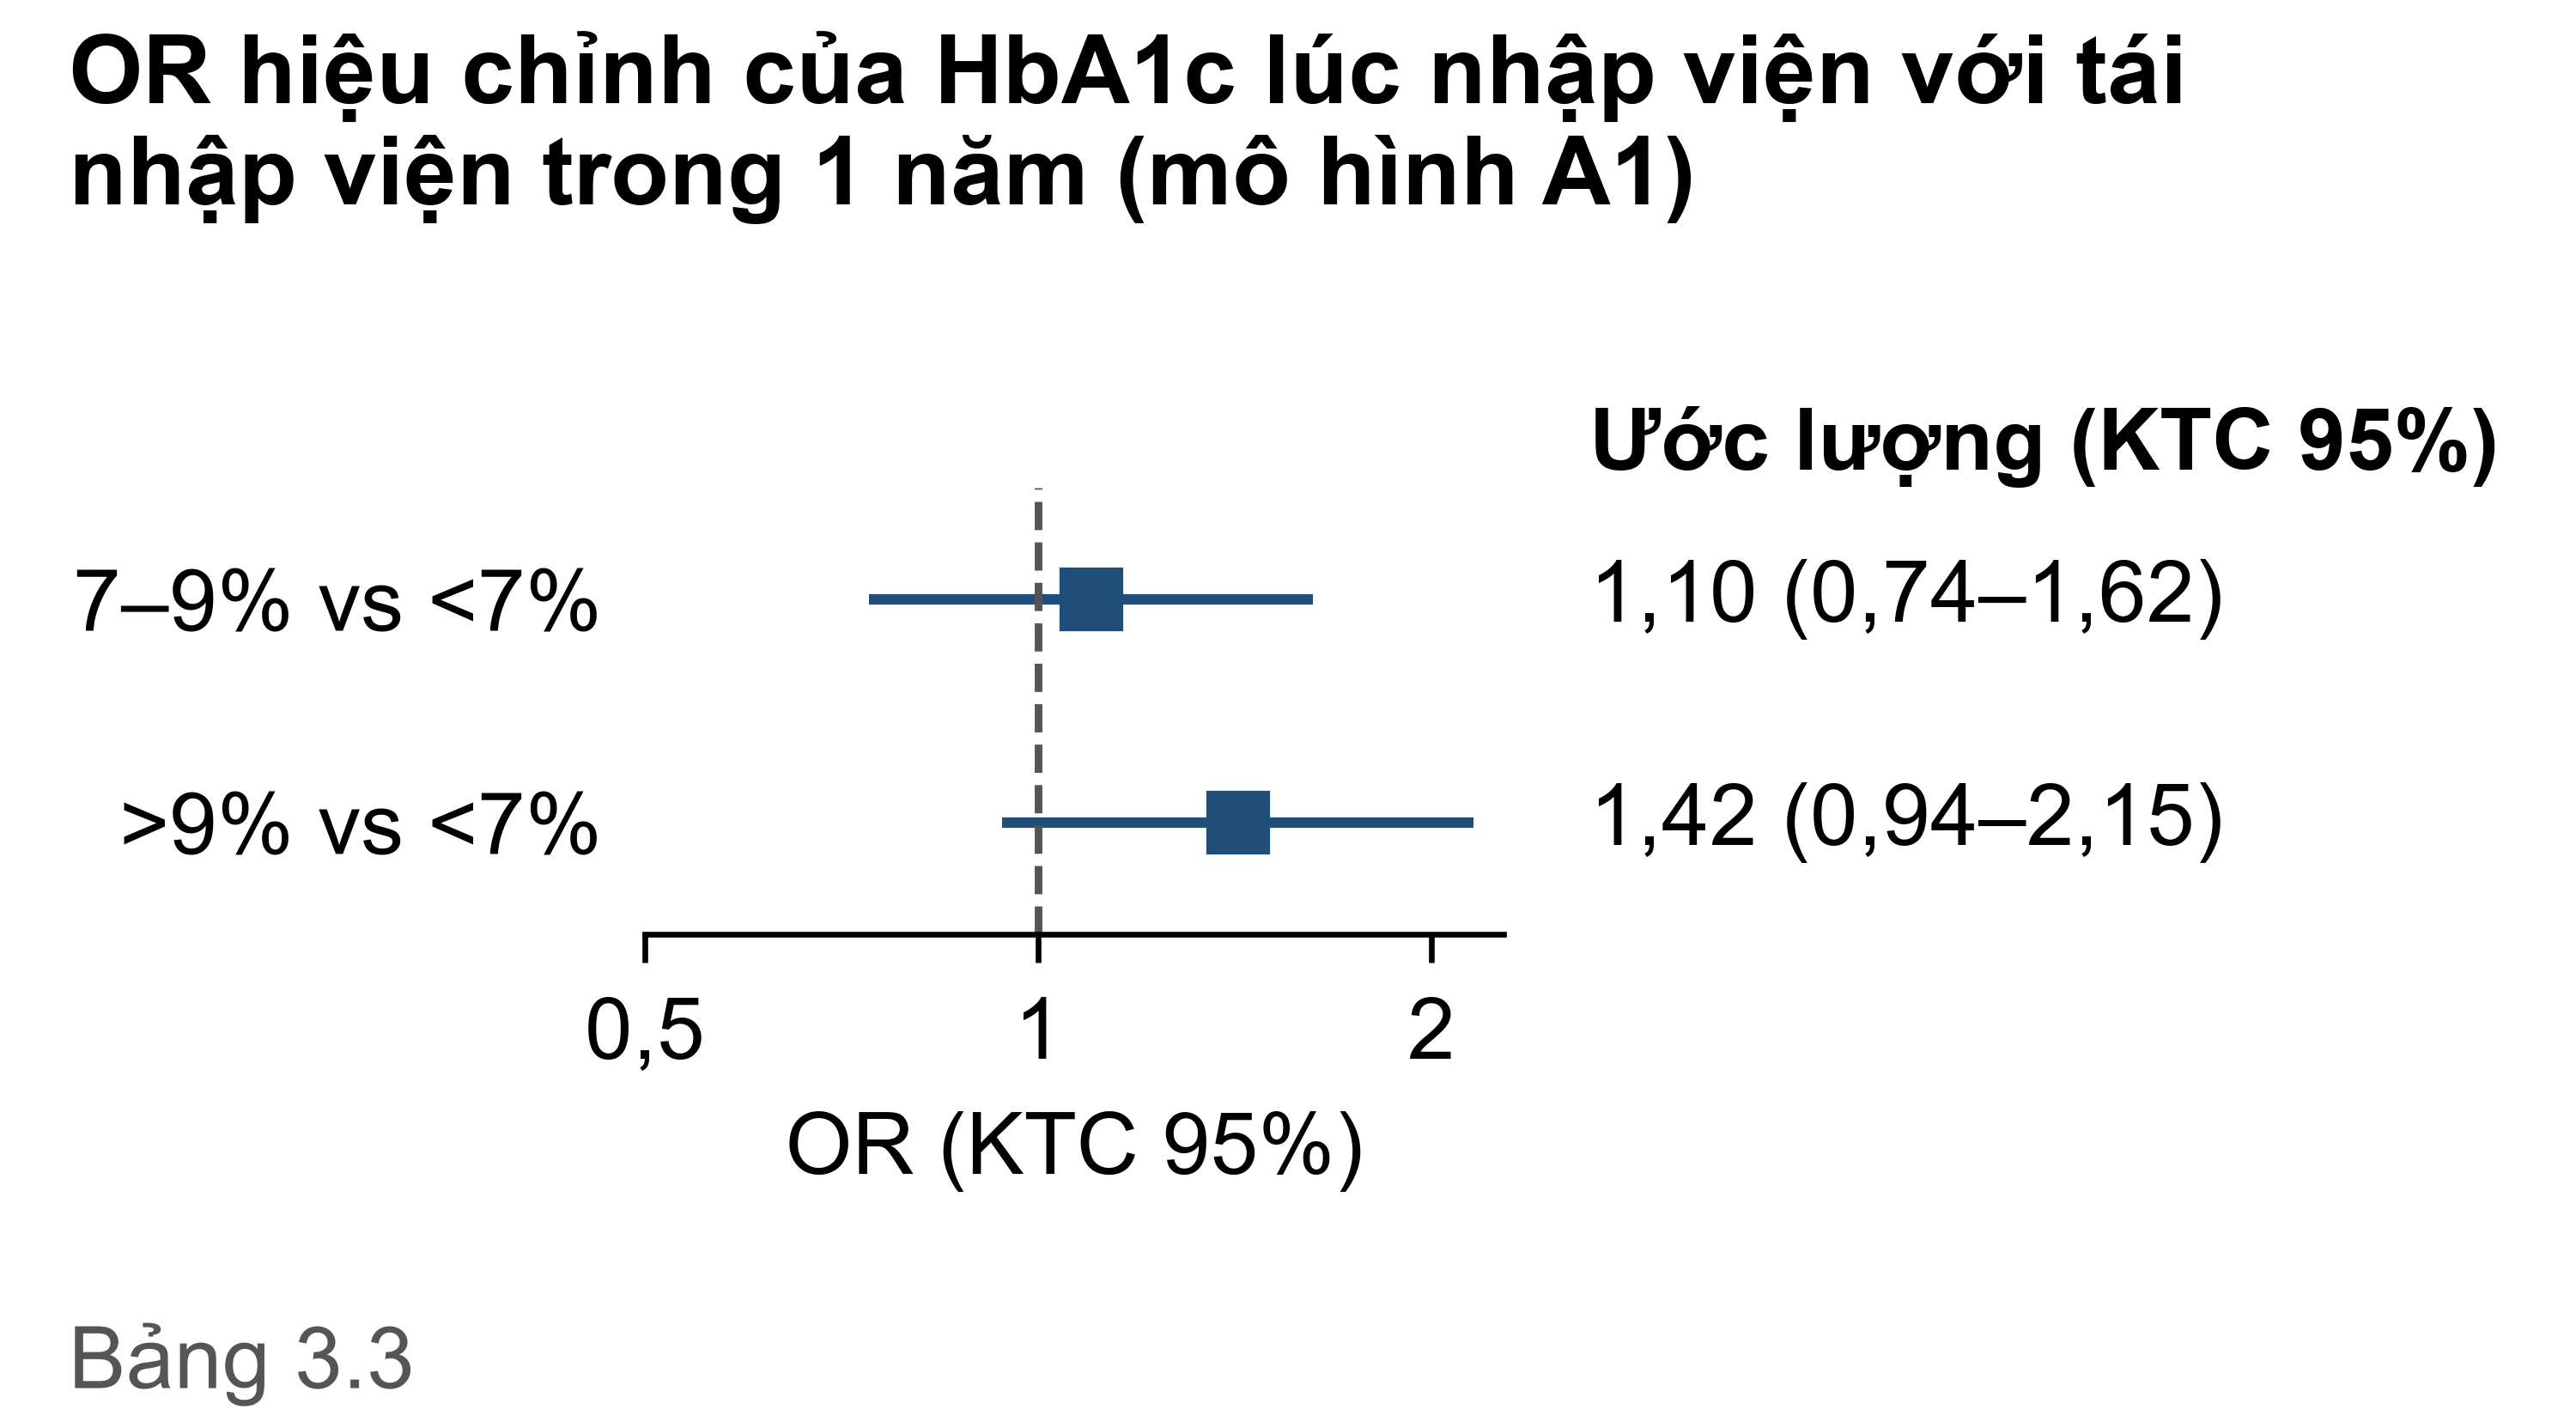 OR hiệu chỉnh của HbA1c lúc nhập viện với tái
nhập viện trong 1 năm (mô hình A1)
Ước lượng (KTC 95%)
7–9% vs <7%
1,10 (0,74–1,62)
>9% vs <7%
1,42 (0,94–2,15)
0,5
1
2
OR (KTC 95%)
Bảng 3.3